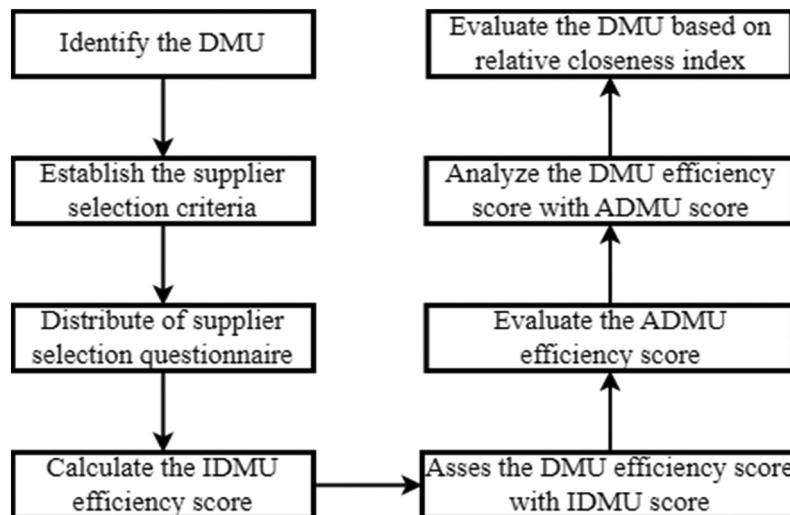 Identify the DMU
Establish the supplier
selection criteria
Distribute of supplier
selection questionnaire
Calculate the IDMU
efficiency score
Asses the DMU efficiency score
with IDMU score
Evaluate the ADMU
efficiency score
Analyze the DMU efficiency
score with ADMU score
Evaluate the DMU based on
relative closeness index